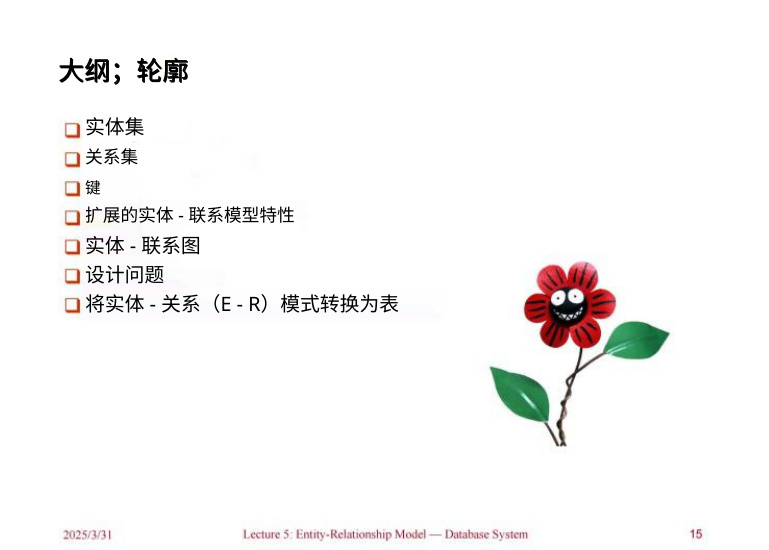 大纲；轮廓
实体集
关系集
键
扩展的实体 - 联系模型特性
实体 - 联系图
设计问题
将实体 - 关系（E - R）模式转换为表
2025/3/31
Lecture 5: Entity-Relationship Model — Database System
15